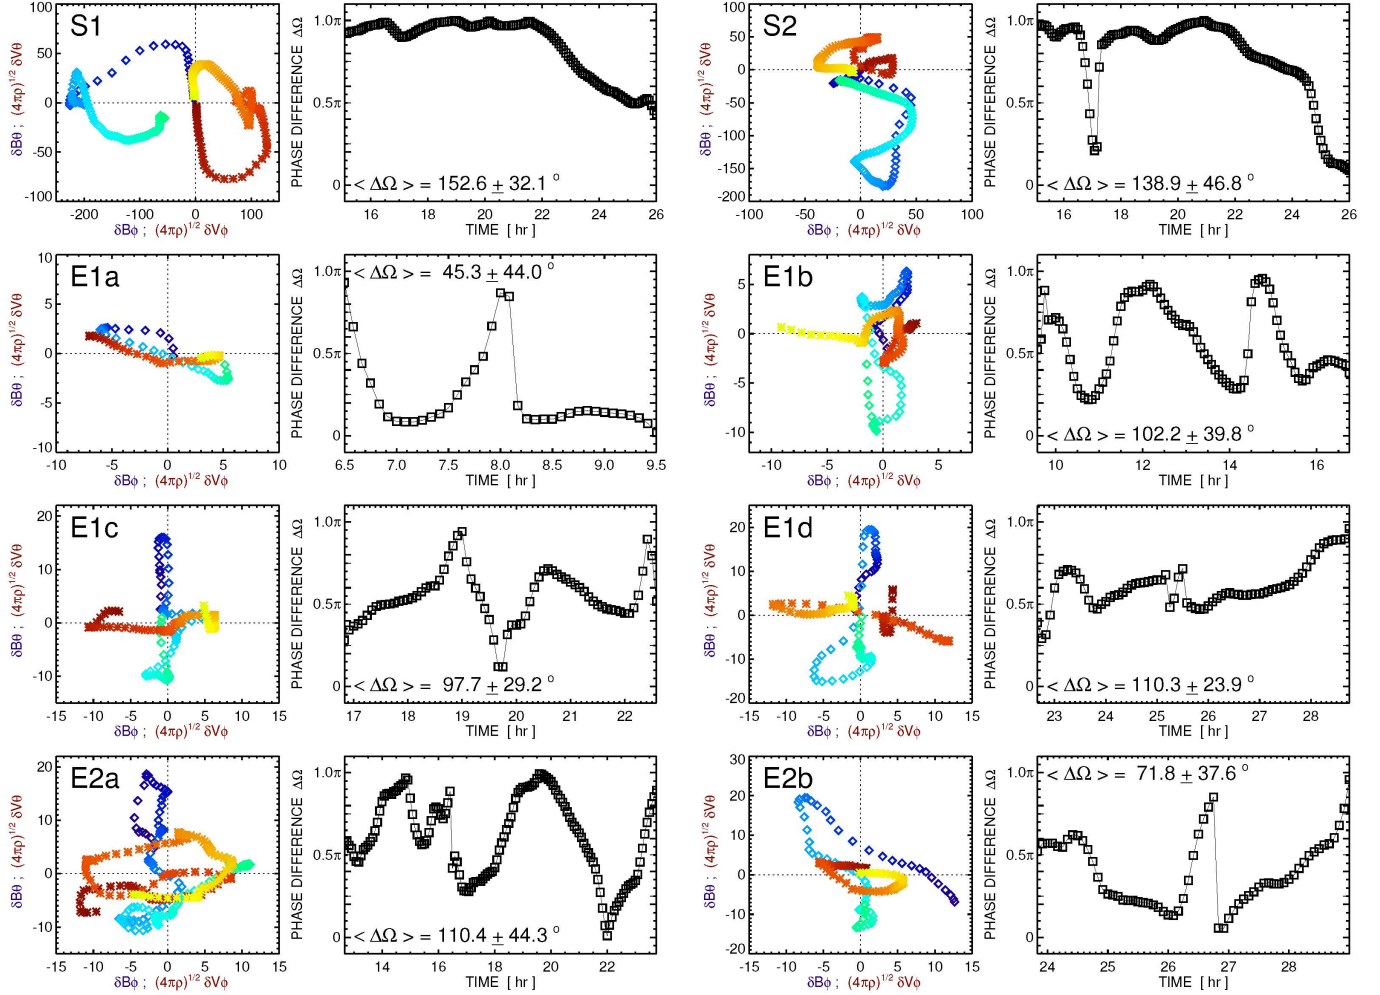 S1
100
50
0
-50
100
-200
-100
0
100
δBθ ; (4πρ)^1/2 δVθ
δBϕ ; (4πρ)^1/2 δVϕ
1.0π
0.5π
0
PHASE DIFFERENCE ΔΩ
< ΔΩ > = 152.6 ± 32.1 °
16 18 20 22 24 26
TIME [ hr ]
S2
100
50
0
-50
-100
-150
200
-100
-50
0
50
100
δBθ ; (4πρ)^1/2 δVθ
δBϕ ; (4πρ)^1/2 δVϕ
1.0π
0.5π
0
PHASE DIFFERENCE ΔΩ
< ΔΩ > = 138.9 ± 46.8 °
16 18 20 22 24 26
TIME [ hr ]
E1a
10
5
0
-5
-10
-10 -5 0 5 10
δBθ ; (4πρ)^1/2 δVθ
δBϕ ; (4πρ)^1/2 δVϕ
1.0π
0.5π
0
PHASE DIFFERENCE ΔΩ
< ΔΩ > = 45.3 ± 44.0 °
6.5 7.0 7.5 8.0 8.5 9.0 9.5
TIME [ hr ]
E1b
5
0
-5
-10
-10 -5 0 5
δBθ ; (4πρ)^1/2 δVθ
δBϕ ; (4πρ)^1/2 δVϕ
1.0π
0.5π
0
PHASE DIFFERENCE ΔΩ
< ΔΩ > = 102.2 ± 39.8 °
10 12 14 16
TIME [ hr ]
E1c
20
10
0
-10
-15 -10 -5 0 5 10 15
δBθ ; (4πρ)^1/2 δVθ
δBϕ ; (4πρ)^1/2 δVϕ
1.0π
0.5π
0
PHASE DIFFERENCE ΔΩ
< ΔΩ > = 97.7 ± 29.2 °
17 18 19 20 21 22
TIME [ hr ]
E1d
20
10
0
-10
-20
-15 -10 -5 0 5 10 15
δBθ ; (4πρ)^1/2 δVθ
δBϕ ; (4πρ)^1/2 δVϕ
1.0π
0.5π
0
PHASE DIFFERENCE ΔΩ
< ΔΩ > = 110.3 ± 23.9 °
23 24 25 26 27 28
TIME [ hr ]
E2a
20
10
0
-10
-15 -10 -5 0 5 10 15
δBθ ; (4πρ)^1/2 δVθ
δBϕ ; (4πρ)^1/2 δVϕ
1.0π
0.5π
0
PHASE DIFFERENCE ΔΩ
< ΔΩ > = 110.4 ± 44.3 °
14 16 18 20 22
TIME [ hr ]
E2b
30
20
10
0
-10
-20
-15 -10 -5 0 5 10 15
δBθ ; (4πρ)^1/2 δVθ
δBϕ ; (4πρ)^1/2 δVϕ
1.0π
0.5π
0
PHASE DIFFERENCE ΔΩ
< ΔΩ > = 71.8 ± 37.6 °
24 25 26 27 28
TIME [ hr ]